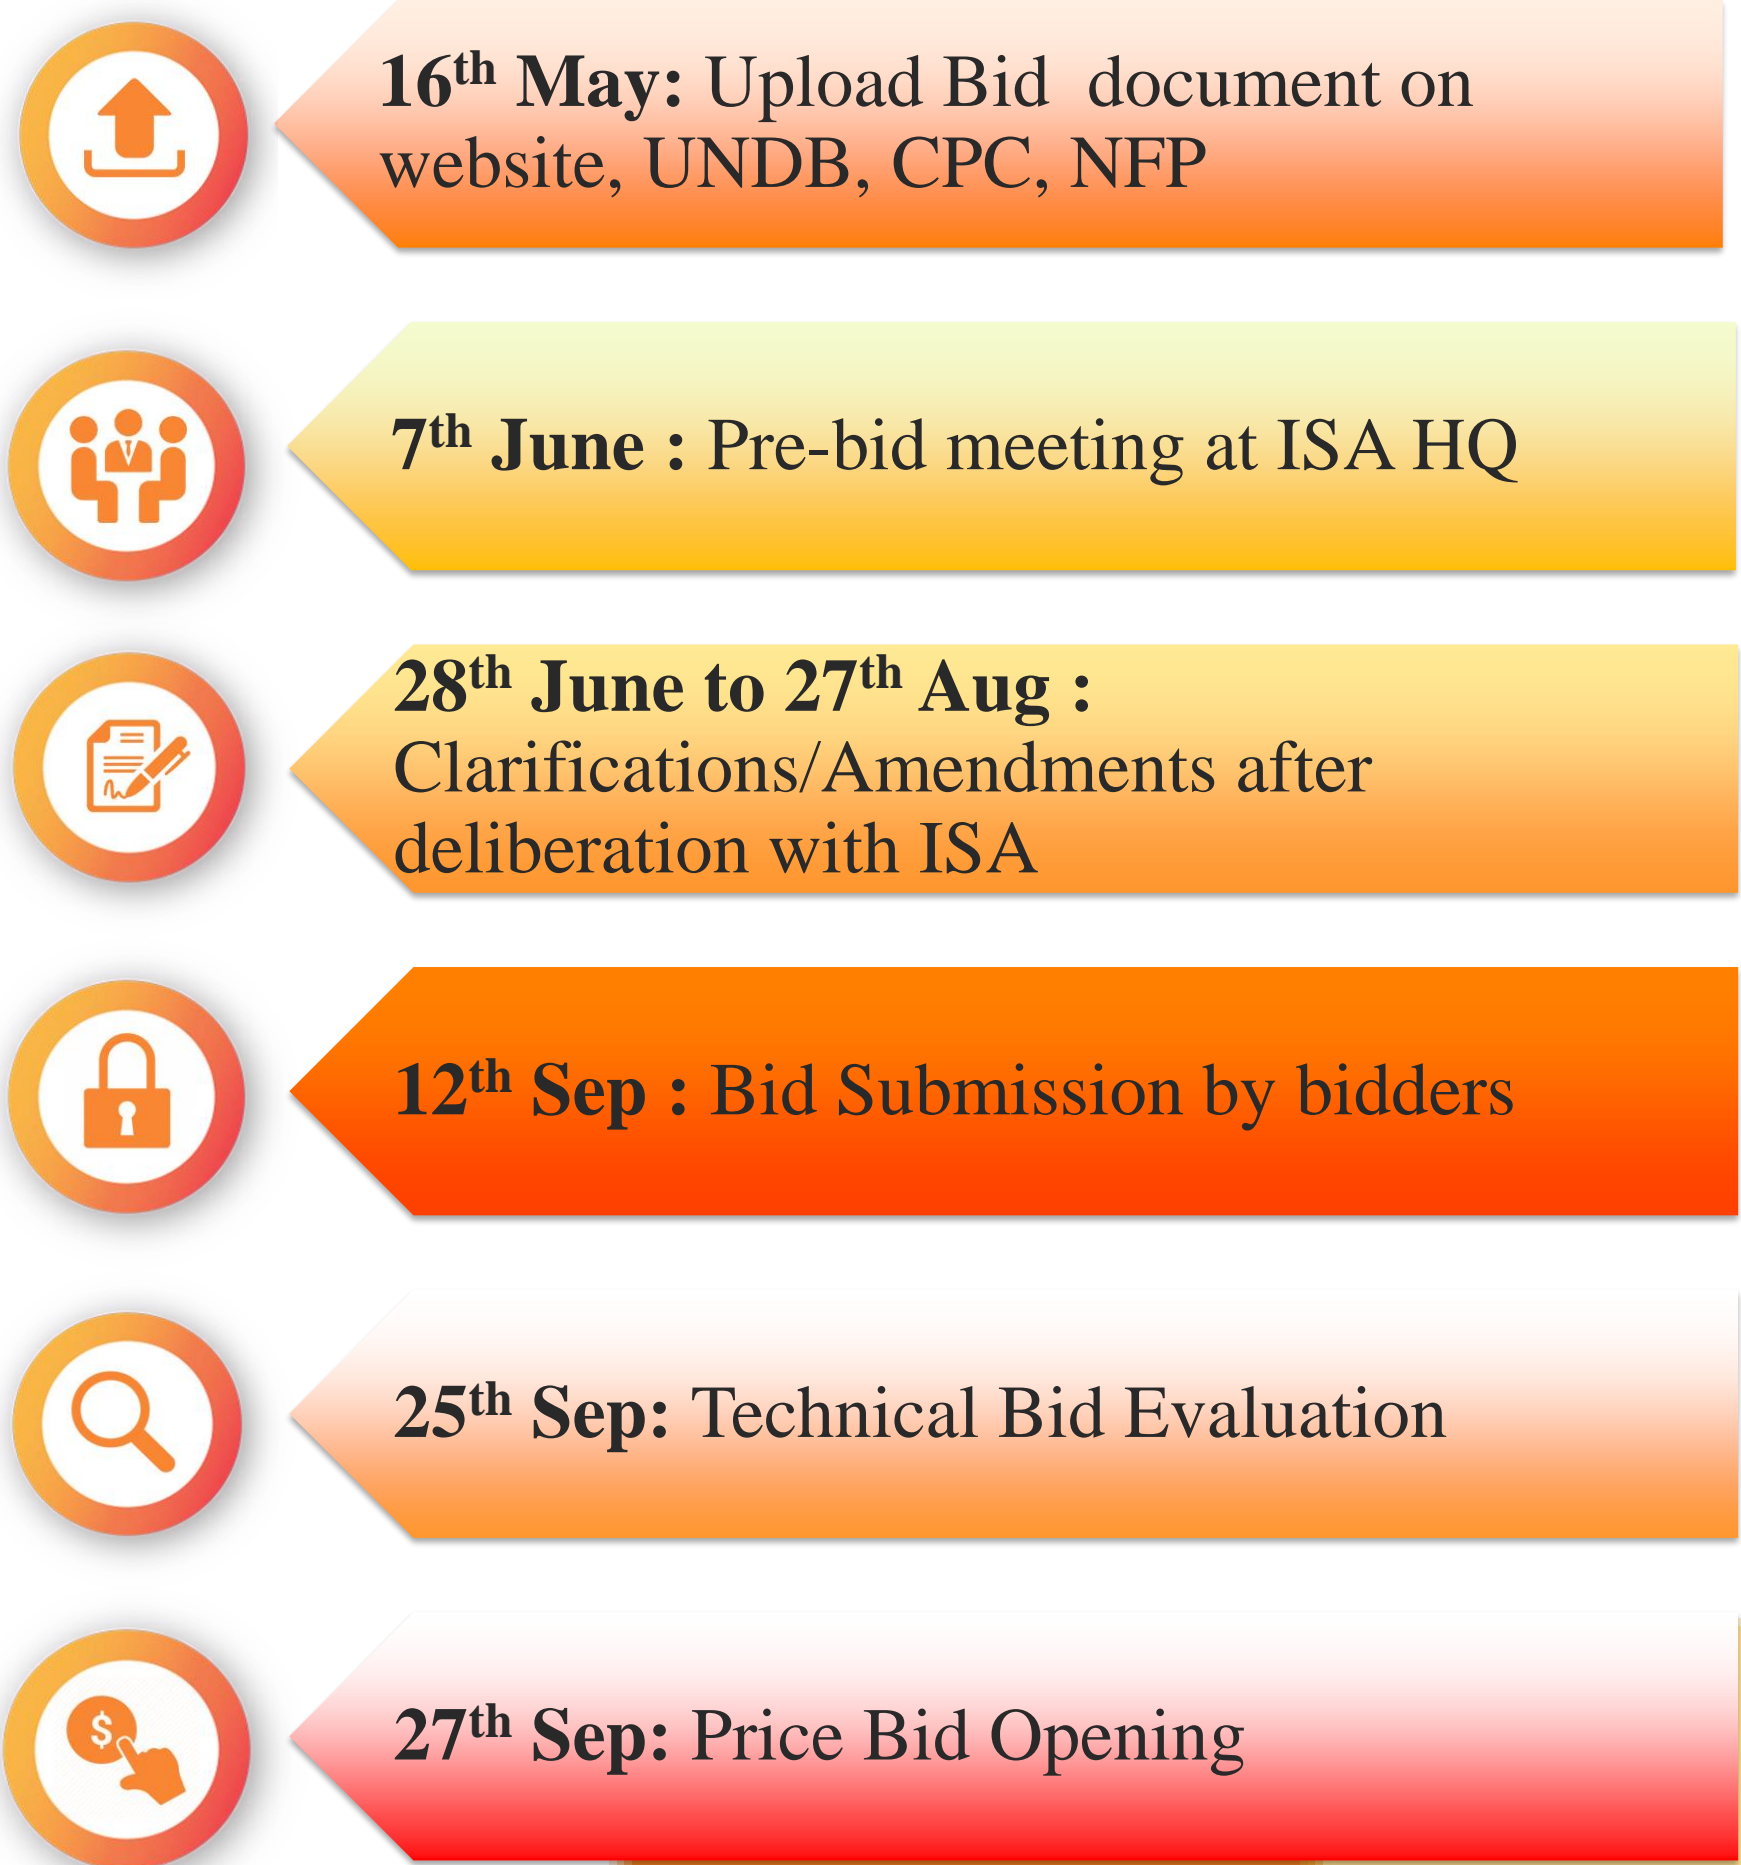 16th May: Upload Bid document on
website, UNDB, CPC, NFP
7th June : Pre-bid meeting at ISA HQ
28th June to 27th Aug :
Clarifications/Amendments after
deliberation with ISA
12th Sep : Bid Submission by bidders
25th Sep: Technical Bid Evaluation
$
27th Sep: Price Bid Opening